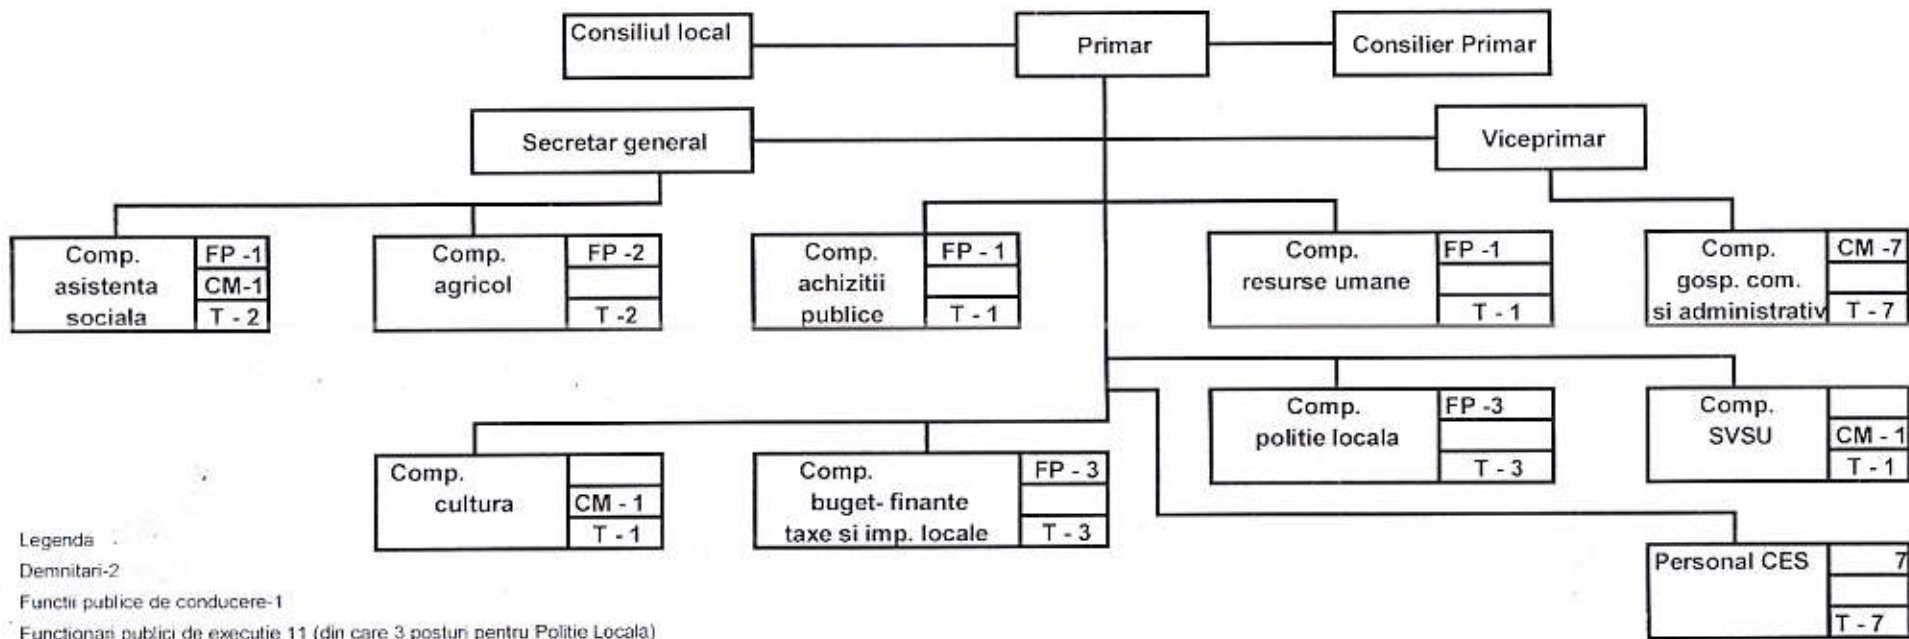 Consiliul local
Primar
Consilier Primar
Secretar general
Viceprimar
Comp.
asistenta
sociala
FP -1
CM-1
T - 2
Comp.
agricol
FP -2
T -2
Comp.
achizitii
publice
FP - 1
T - 1
Comp.
resurse umane
FP -1
T - 1
Comp.
gosp. com.
si administrativ
CM -7
T - 7
Comp.
politie locala
FP -3
T - 3
Comp.
SVSU
CM - 1
T - 1
Comp.
cultura
CM - 1
T - 1
Comp.
buget- finante
taxe si imp. locale
FP - 3
T - 3
Personal CES
7
T - 7
Legenda
Demnitari-2
Functii publice de conducere-1
Functionari publici de executie 11 (din care 3 posturi pentru Politie Locala)